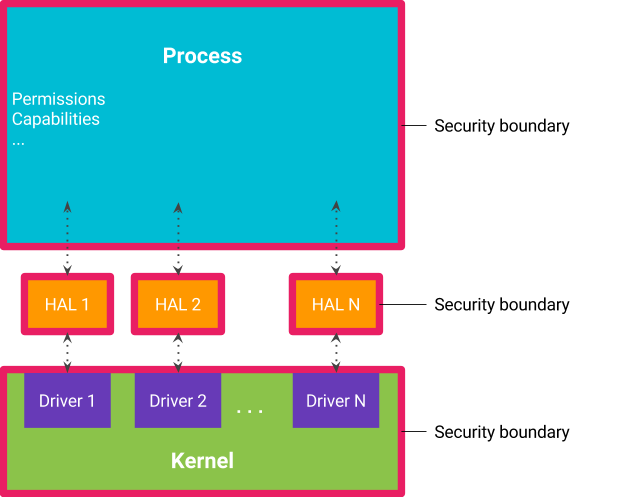 Process
Permissions
Capabilities
...
Security boundary
HAL 1
HAL 2
HAL N
Security boundary
Driver 1
Driver 2
. . .
Driver N
Security boundary
Kernel